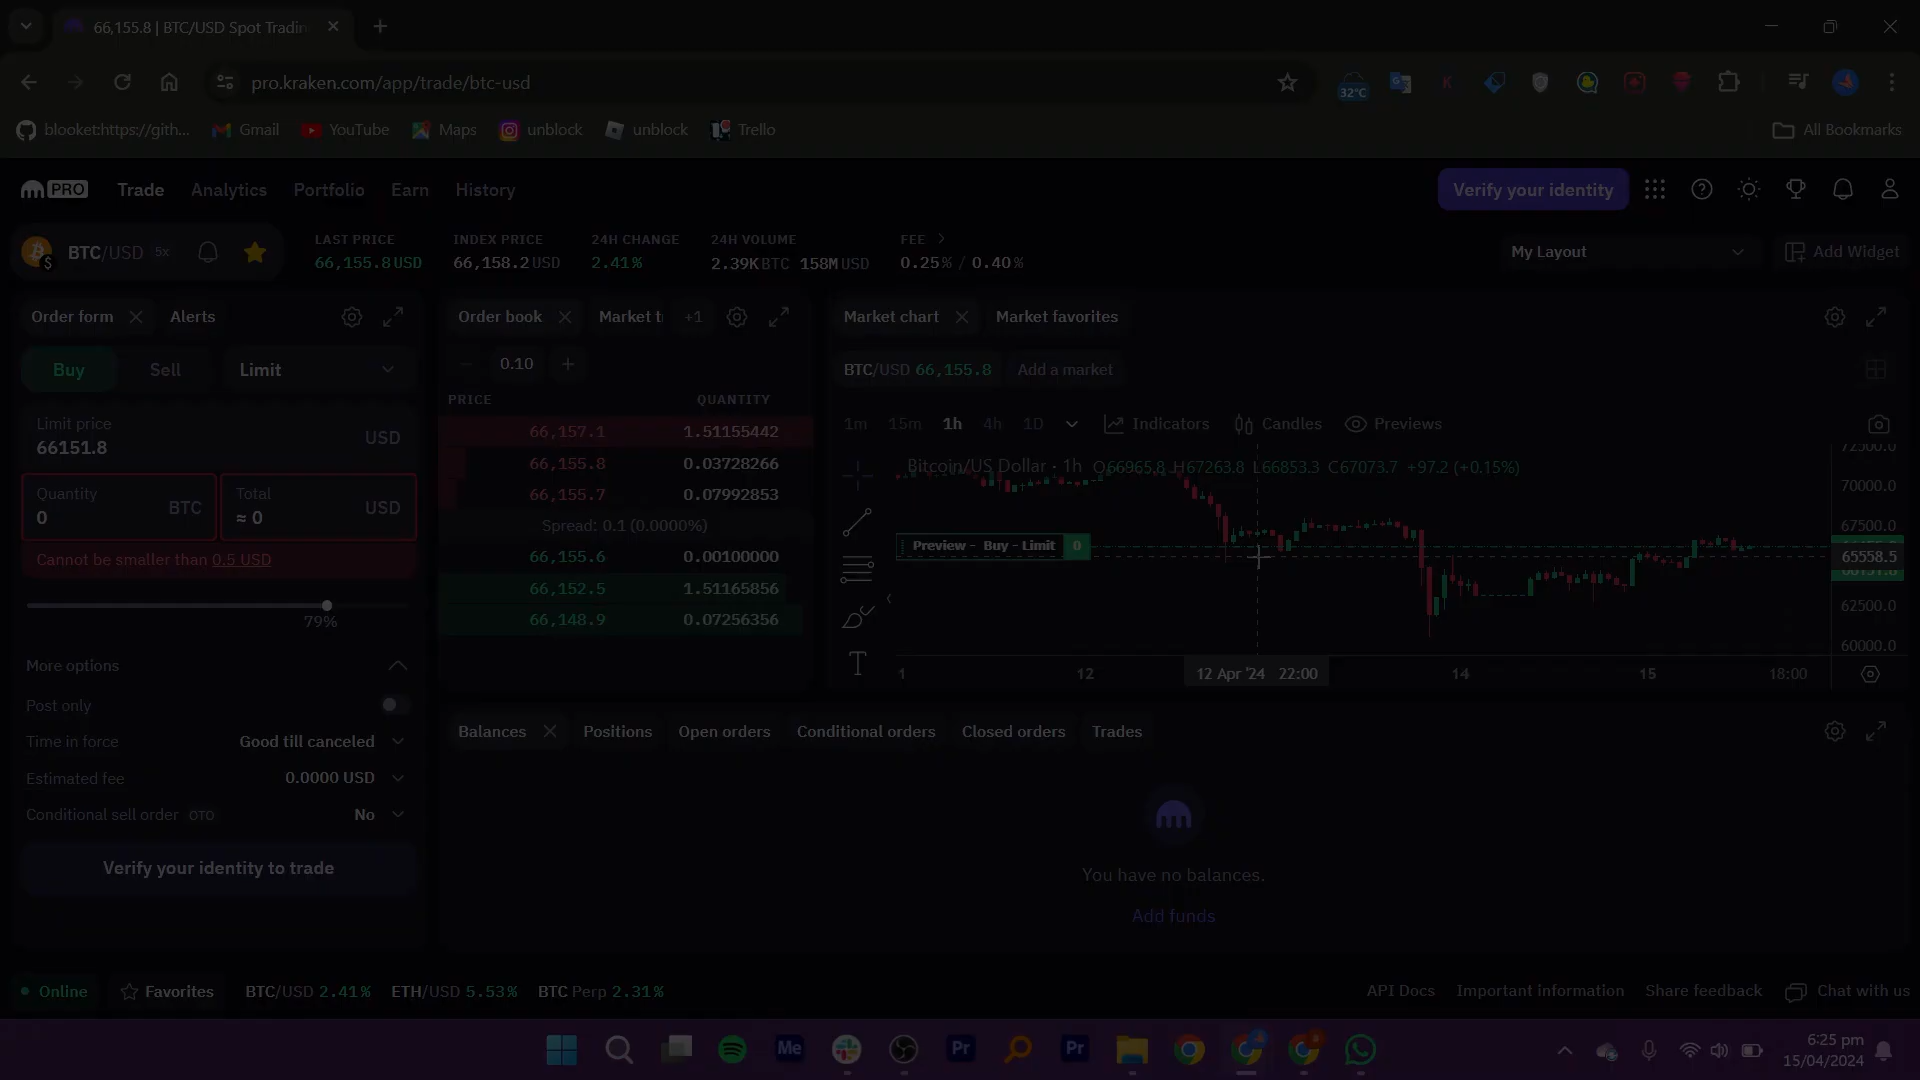 66,155.8 | BTC/USD Spot Tradin
pro.kraken.com/app/trade/btc-usd
32°C
blooket:https://gith...
Gmail
YouTube
Maps
unblock
unblock
Trello
All Bookmarks
PRO
Trade
Analytics
Portfolio
Earn
History
Verify your identity
BTC/USD 5x
LAST PRICE
66,155.8 USD
INDEX PRICE
66,158.2 USD
24H CHANGE
2.41%
24H VOLUME
2.39K BTC 158M USD
FEE
0.25% / 0.40%
My Layout
Add Widget
Order form
Alerts
Buy
Sell
Limit
Limit price
66151.8
USD
Quantity
0
BTC
Total
≈ 0
USD
Cannot be smaller than 0.5 USD
79%
More options
Post only
Time in force
Good till canceled
Estimated fee
0.0000 USD
Conditional sell order OTO
No
Verify your identity to trade
Order book
Market t
+1
0.10
PRICE QUANTITY
66,157.1 1.51155442
66,155.8 0.03728266
66,155.7 0.07992853
Spread: 0.1 (0.0000%)
66,155.6 0.00100000
66,152.5 1.51165856
66,148.9 0.07256356
Market chart
Market favorites
BTC/USD 66,155.8
Add a market
1m 15m 1h 4h 1D
Indicators
Candles
Previews
Bitcoin/US Dollar · 1h O66965.8 H67263.8 L66853.3 C67073.7 +97.2 (+0.15%)
Preview - Buy - Limit 0
72500.0
70000.0
67500.0
65558.5
66151.8
62500.0
60000.0
1
12
12 Apr '24 22:00
14
15
18:00
Balances
Positions
Open orders
Conditional orders
Closed orders
Trades
You have no balances.
Add funds
Online
Favorites
BTC/USD 2.41%
ETH/USD 5.53%
BTC Perp 2.31%
API Docs
Important information
Share feedback
Chat with us
Me
Pr
Pr
6:25 pm
15/04/2024